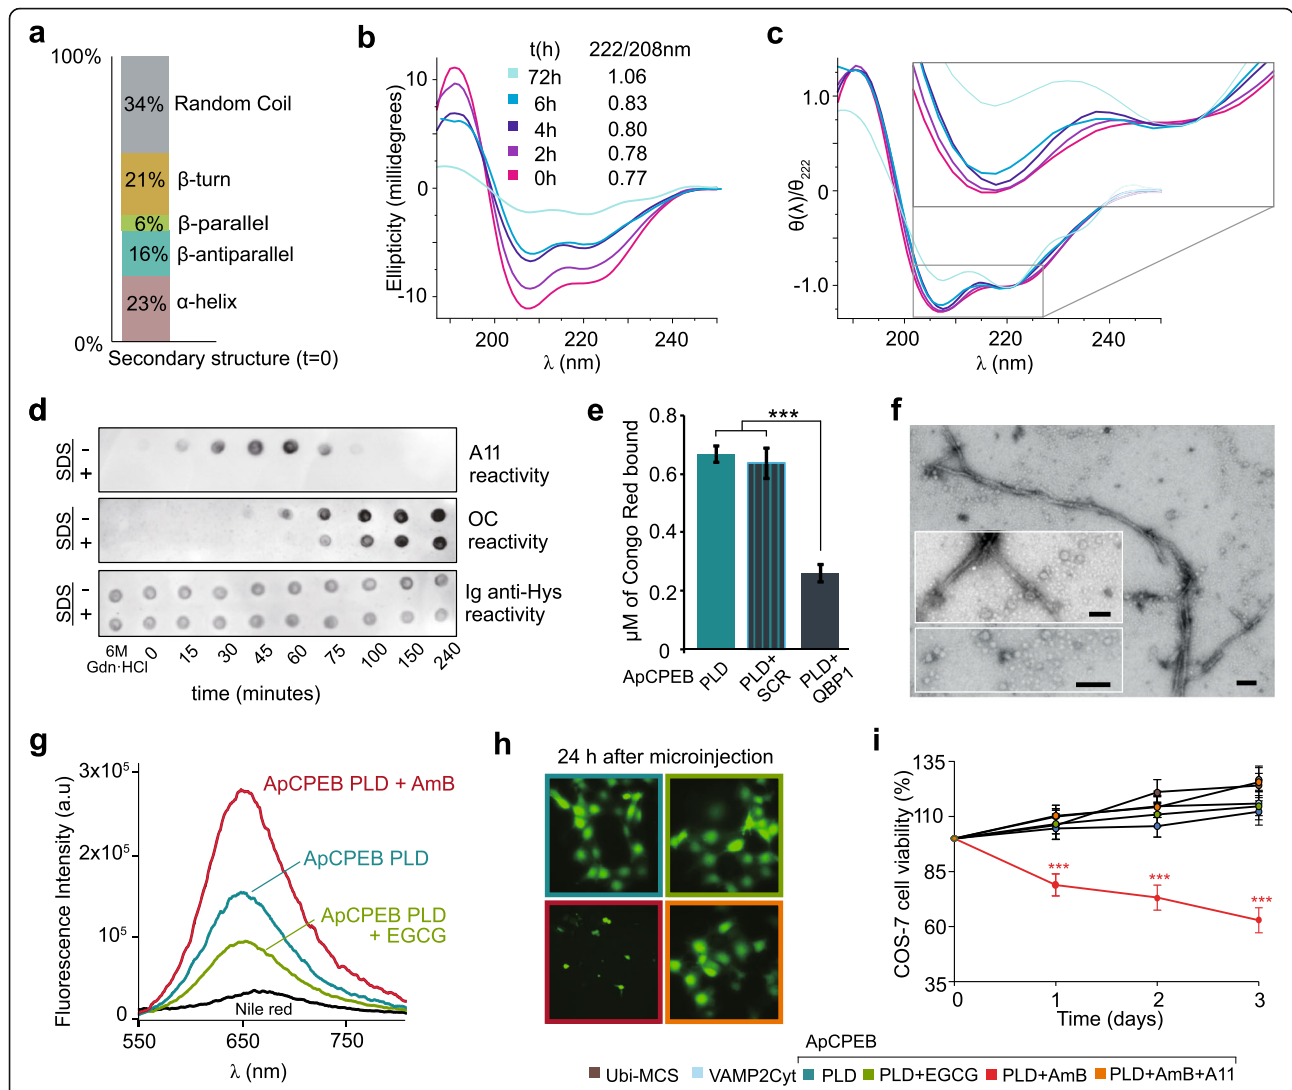 a
100%
34% Random Coil
21% β-turn
6% β-parallel
16% β-antiparallel
23% α-helix
0%
Secondary structure (t=0)
b
t(h) 222/208nm
72h 1.06
6h 0.83
4h 0.80
2h 0.78
0h 0.77
Ellipticity (millidegrees)
10
0
-10
200 220 240
λ (nm)
c
θ(λ)/θ222
1.0
0
-1.0
200 220 240
λ (nm)
d
SDS - +
A11
reactivity
SDS - +
OC
reactivity
SDS - +
Ig anti-Hys
reactivity
6M
Gdn·HCl
0 15 30 45 60 75 100 150 240
time (minutes)
e
µM of Congo Red bound
0.8
0.6
0.4
0.2
0
***
ApCPEB
PLD
PLD+
SCR
PLD+
QBP1
f
g
Fluorescence Intensity (a.u)
3x10⁵
2x10⁵
10⁵
0
ApCPEB PLD + AmB
ApCPEB PLD
ApCPEB PLD
+ EGCG
Nile red
550 650 750
λ (nm)
h
24 h after microinjection
i
COS-7 cell viability (%)
135
110
85
60
35
***
***
***
0 1 2 3
Time (days)
ApCPEB
Ubi-MCS VAMP2Cyt PLD PLD+EGCG PLD+AmB PLD+AmB+A11